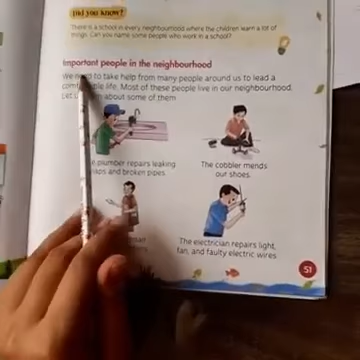 Did you know?
There is a school in every neighbourhood where the children learn a lot of
things. Can you name some people who work in a school?
Important people in the neighbourhood
We need to take help from many people around us to lead a
life. Most of these people live in our neighbourhood.
about some of them
plumber repairs leaking
taps and broken pipes.
The cobbler mends
our shoes.
The electrician repairs light,
fan, and faulty electric wires
51